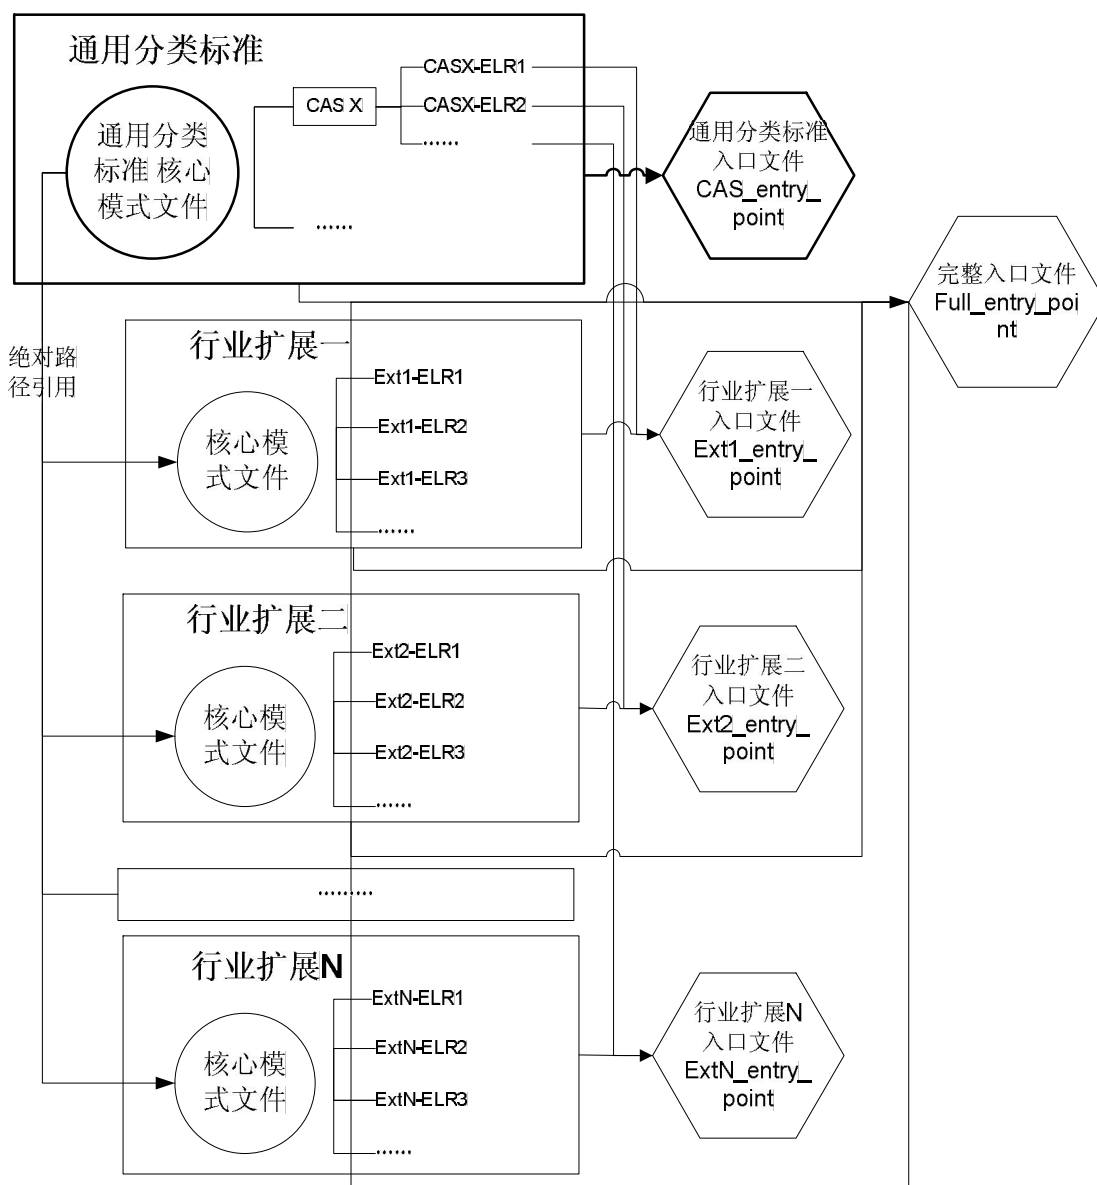 通用分类标准
CASX-ELR1
CASX-ELR2
CAS X
......
......
通用分类
标准 核心
模式文件
通用分类标准
入口文件
CAS_entry_
point
完整入口文件
Full_entry_poi
nt
绝对路
径引用
行业扩展一
核心模
式文件
Ext1-ELR1
Ext1-ELR2
Ext1-ELR3
......
行业扩展一
入口文件
Ext1_entry_
point
行业扩展二
核心模
式文件
Ext2-ELR1
Ext2-ELR2
Ext2-ELR3
......
行业扩展二
入口文件
Ext2_entry_
point
.........
行业扩展N
核心模
式文件
ExtN-ELR1
ExtN-ELR2
ExtN-ELR3
......
行业扩展N
入口文件
ExtN_entry_
point